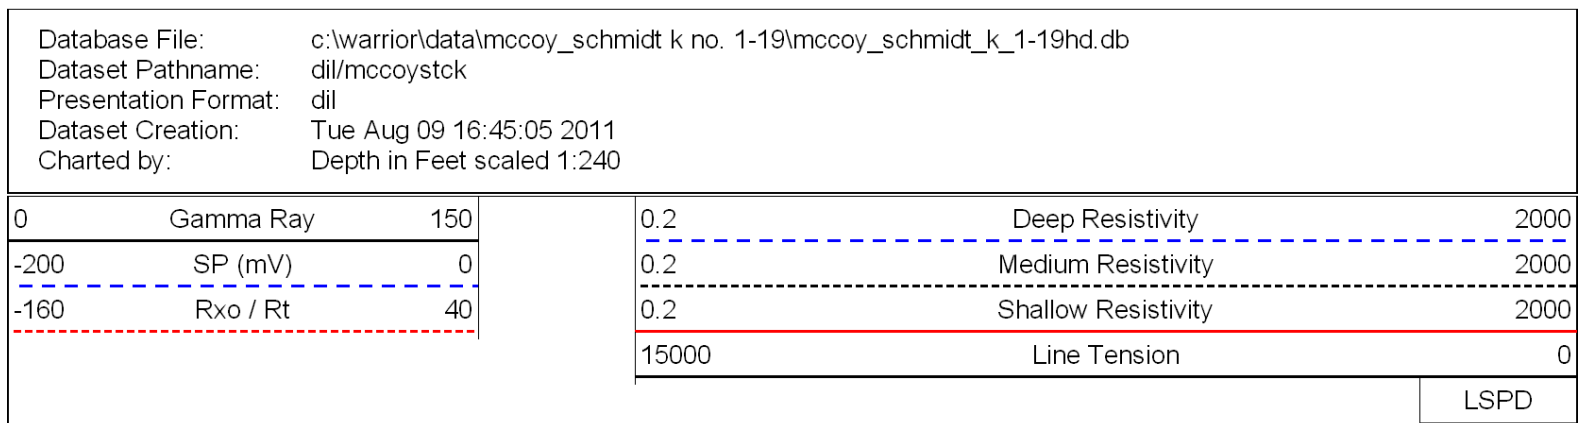 Database File: c:\warrior\data\mccoy_schmidt k no. 1-19\mccoy_schmidt_k_1-19hd.db
Dataset Pathname: dil/mccoystck
Presentation Format: dil
Dataset Creation: Tue Aug 09 16:45:05 2011
Charted by: Depth in Feet scaled 1:240
0 Gamma Ray 150 0.2 Deep Resistivity 2000
-200 SP (mV) 0 0.2 Medium Resistivity 2000
-160 Rxo / Rt 40 0.2 Shallow Resistivity 2000
15000 Line Tension 0
LSPD